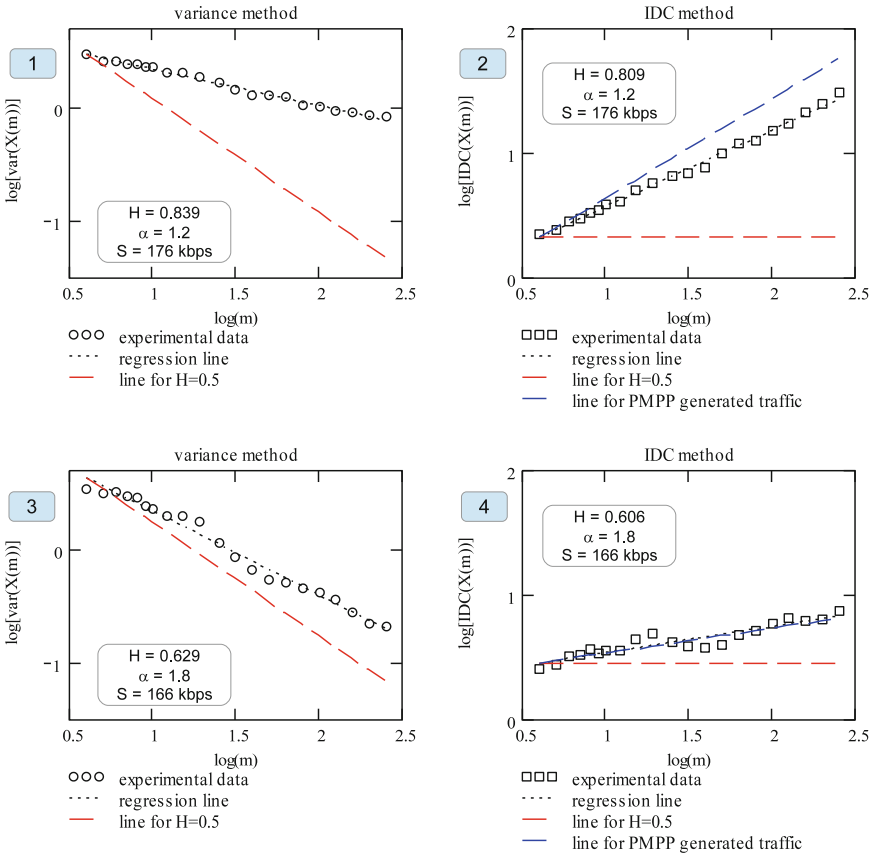 variance method
1
log[var(X(m))]
0
−1
H = 0.839
α = 1.2
S = 176 kbps
0.5 1 1.5 2 2.5
log(m)
experimental data
regression line
line for H=0.5
IDC method
2
log[IDC(X(m))]
2
1
0
H = 0.809
α = 1.2
S = 176 kbps
0.5 1 1.5 2 2.5
log(m)
experimental data
regression line
line for H=0.5
line for PMPP generated traffic
variance method
3
log[var(X(m))]
0
−1
H = 0.629
α = 1.8
S = 166 kbps
0.5 1 1.5 2 2.5
log(m)
experimental data
regression line
line for H=0.5
IDC method
4
log[IDC(X(m))]
2
1
0
H = 0.606
α = 1.8
S = 166 kbps
0.5 1 1.5 2 2.5
log(m)
experimental data
regression line
line for H=0.5
line for PMPP generated traffic